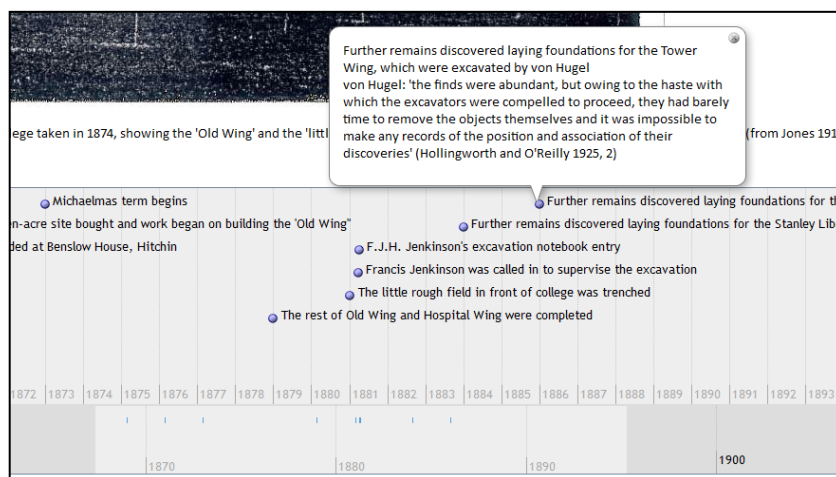 Further remains discovered laying foundations for the Tower
Wing, which were excavated by von Hugel
von Hugel: 'the finds were abundant, but owing to the haste with
which the excavators were compelled to proceed, they had barely
time to remove the objects themselves and it was impossible to
make any records of the position and association of their
discoveries' (Hollingworth and O'Reilly 1925, 2)
ege taken in 1874, showing the 'Old Wing' and the 'littl (from Jones 191
Michaelmas term begins
Further remains discovered laying foundations for th
en-acre site bought and work began on building the 'Old Wing"
Further remains discovered laying foundations for the Stanley Lib
ded at Benslow House, Hitchin
F.J.H. Jenkinson's excavation notebook entry
Francis Jenkinson was called in to supervise the excavation
The little rough field in front of college was trenched
The rest of Old Wing and Hospital Wing were completed
1872 1873 1874 1875 1876 1877 1878 1879 1880 1881 1882 1883 1884 1885 1886 1887 1888 1889 1890 1891 1892 1893
1870 1880 1890 1900